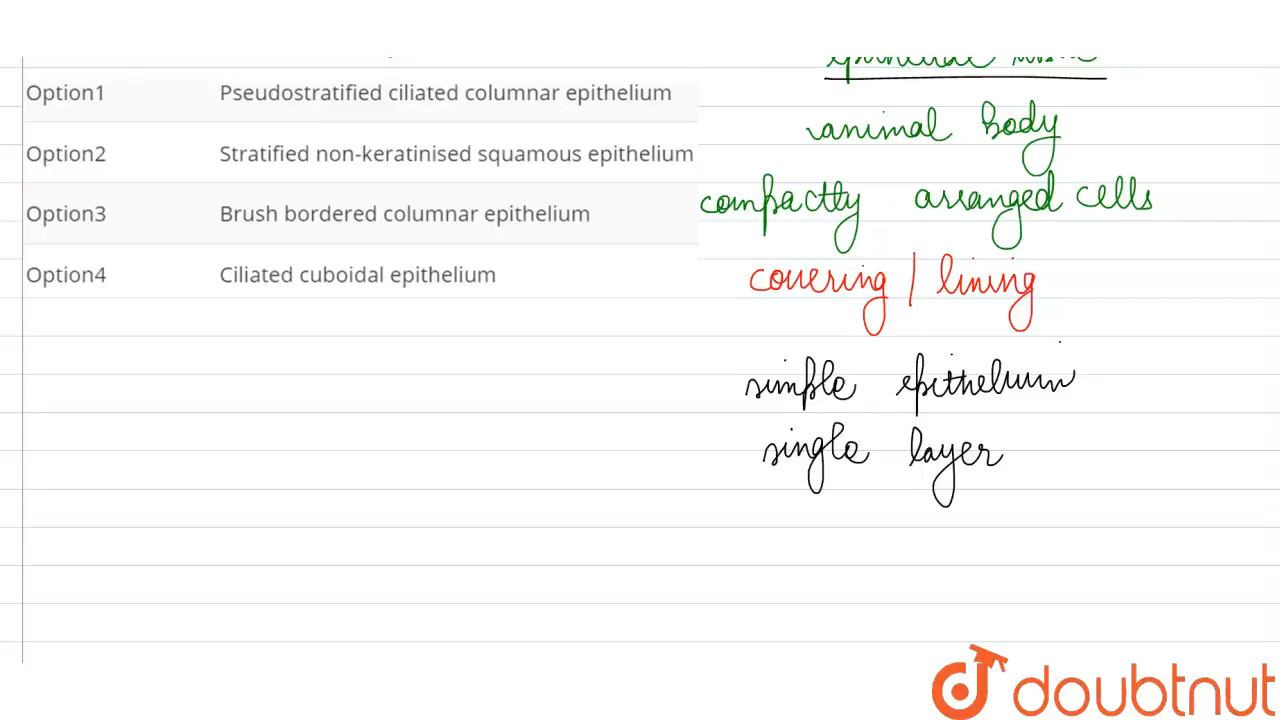 Option1 Pseudostratified ciliated columnar epithelium
Option2 Stratified non-keratinised squamous epithelium
Option3 Brush bordered columnar epithelium
Option4 Ciliated cuboidal epithelium
animal body
compactly arranged cells
covering / lining
simple epithelium
single layer
doubtnut